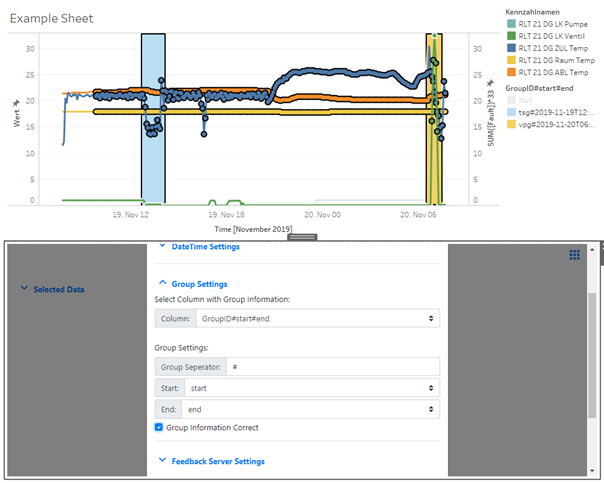 Example Sheet
Kennzahlnamen
RLT 21 DG LK Pumpe
RLT 21 DG LK Ventil
RLT 21 DG ZUL Temp
RLT 21 DG Raum Temp
RLT 21 DG ABL Temp
GroupID#start#end
Null
tsg#2019-11-19T12:..
vpg#2019-11-20T06:..
Wert
30
25
20
15
10
5
0
30
25
20
15
10
5
0
SUM([Fault])*33
19. Nov 12
19. Nov 18
20. Nov 00
20. Nov 06
Time [November 2019]
DateTime Settings
Selected Data
Group Settings
Select Column with Group Information:
Column: GroupID#start#end
Group Settings:
Group Seperator: #
Start: start
End: end
Group Information Correct
Feedback Server Settings